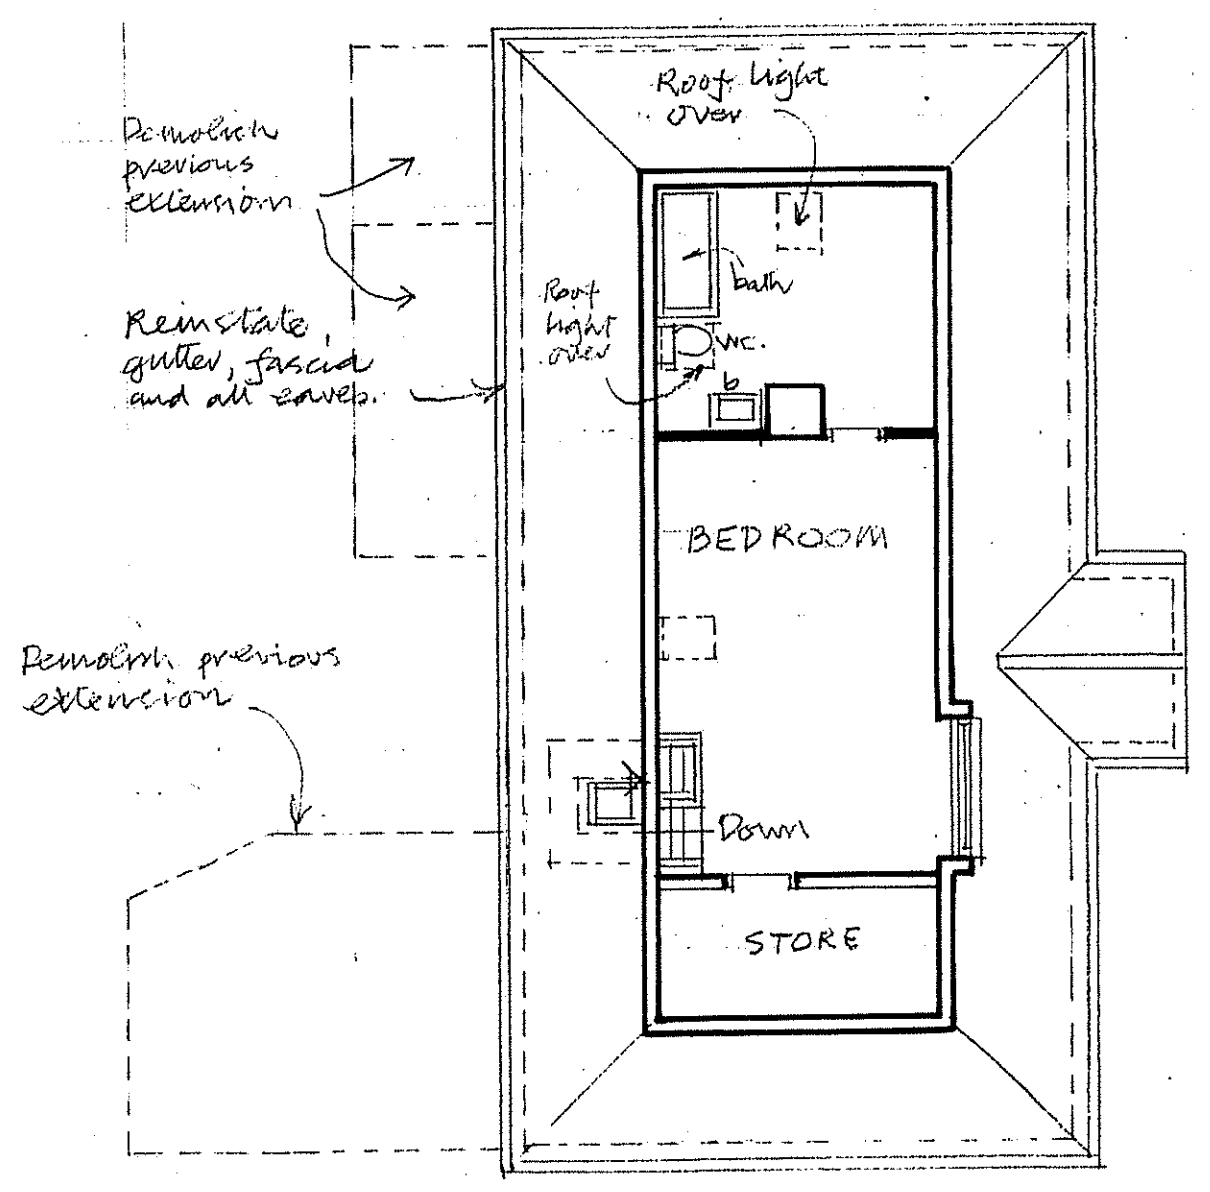 Roof light
over
Demolish
previous
extension
bath
Roof
light
over
Reinstate,
gutter, fascia
and all eaves.
WC.
b
BEDROOM
Demolish previous
extension
Down
STORE